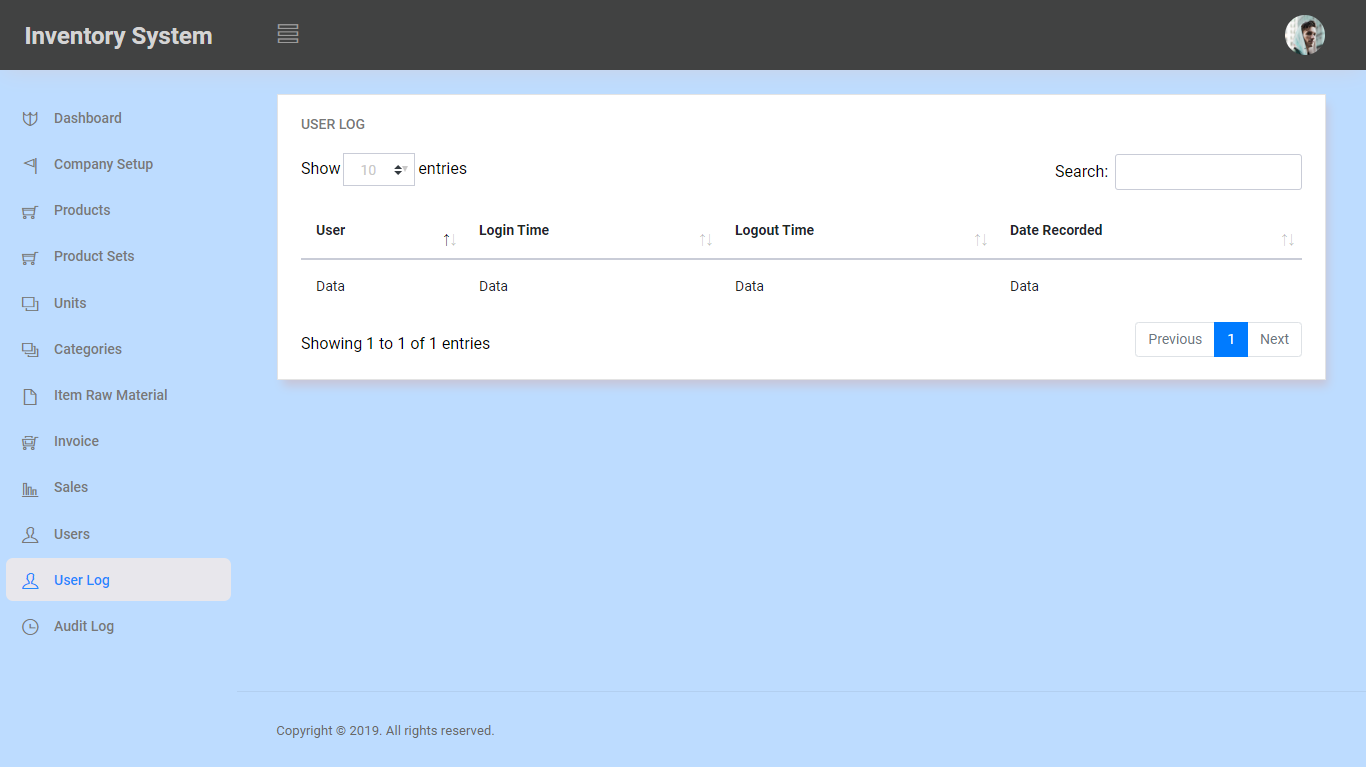 Inventory System
Dashboard
Company Setup
Products
Product Sets
Units
Categories
Item Raw Material
Invoice
Sales
Users
User Log
Audit Log
USER LOG
Show 10 entries
Search:
User Login Time Logout Time Date Recorded
Data Data Data Data
Showing 1 to 1 of 1 entries
Previous 1 Next
Copyright © 2019. All rights reserved.